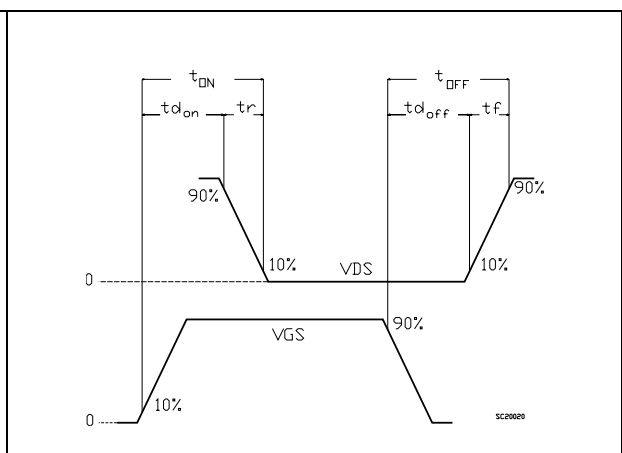 tON tOFF
tdon tr tdoff tf
90% 90%
10% 10%
0 VDS
90%
VGS
10%
0 SC20020